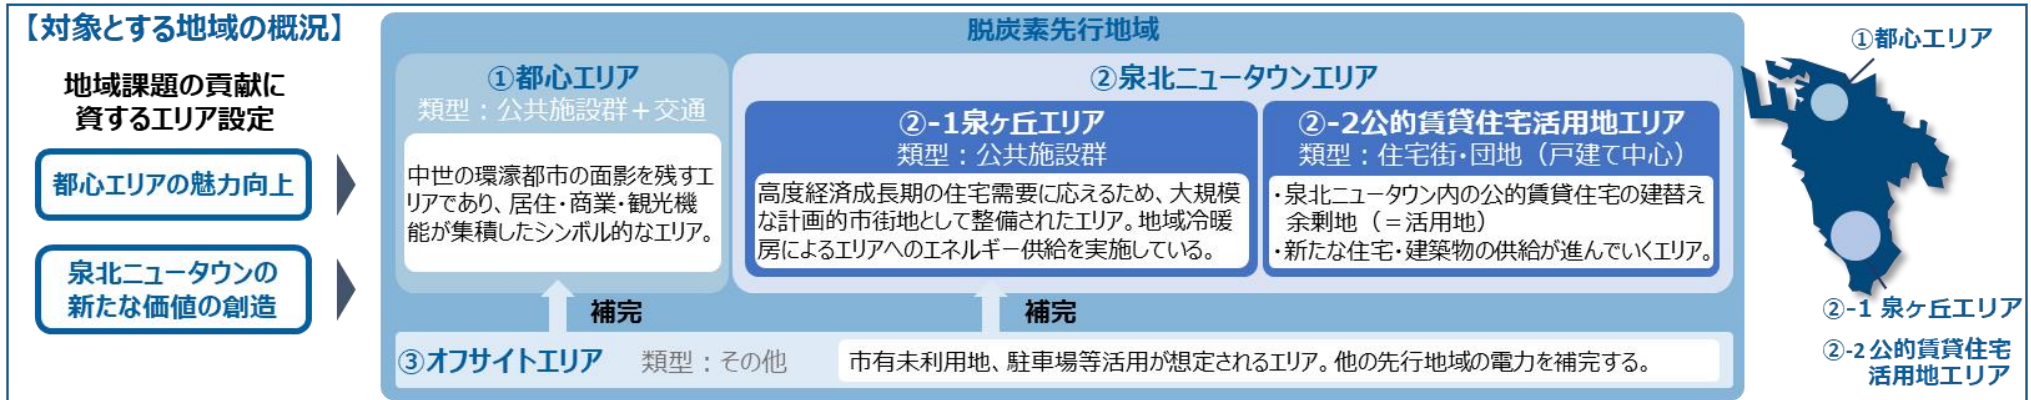 【対象とする地域の概況】
地域課題の貢献に
資するエリア設定
都心エリアの魅力向上
泉北ニュータウンの
新たな価値の創造
脱炭素先行地域
①都心エリア
類型：公共施設群＋交通
中世の環濠都市の面影を残すエ
リアであり、居住・商業・観光機
能が集積したシンボル的なエリア。
②泉北ニュータウンエリア
②-1泉ヶ丘エリア
類型：公共施設群
高度経済成長期の住宅需要に応えるため、大規模
な計画的市街地として整備されたエリア。地域冷暖
房によるエリアへのエネルギー供給を実施している。
②-2公的賃貸住宅活用地エリア
類型：住宅街・団地（戸建て中心）
・泉北ニュータウン内の公的賃貸住宅の建替え
余剰地（＝活用地）
・新たな住宅・建築物の供給が進んでいくエリア。
補完
補完
③オフサイトエリア 類型：その他
市有未利用地、駐車場等活用が想定されるエリア。他の先行地域の電力を補完する。
①都心エリア
②-1 泉ヶ丘エリア
②-2 公的賃貸住宅
活用地エリア